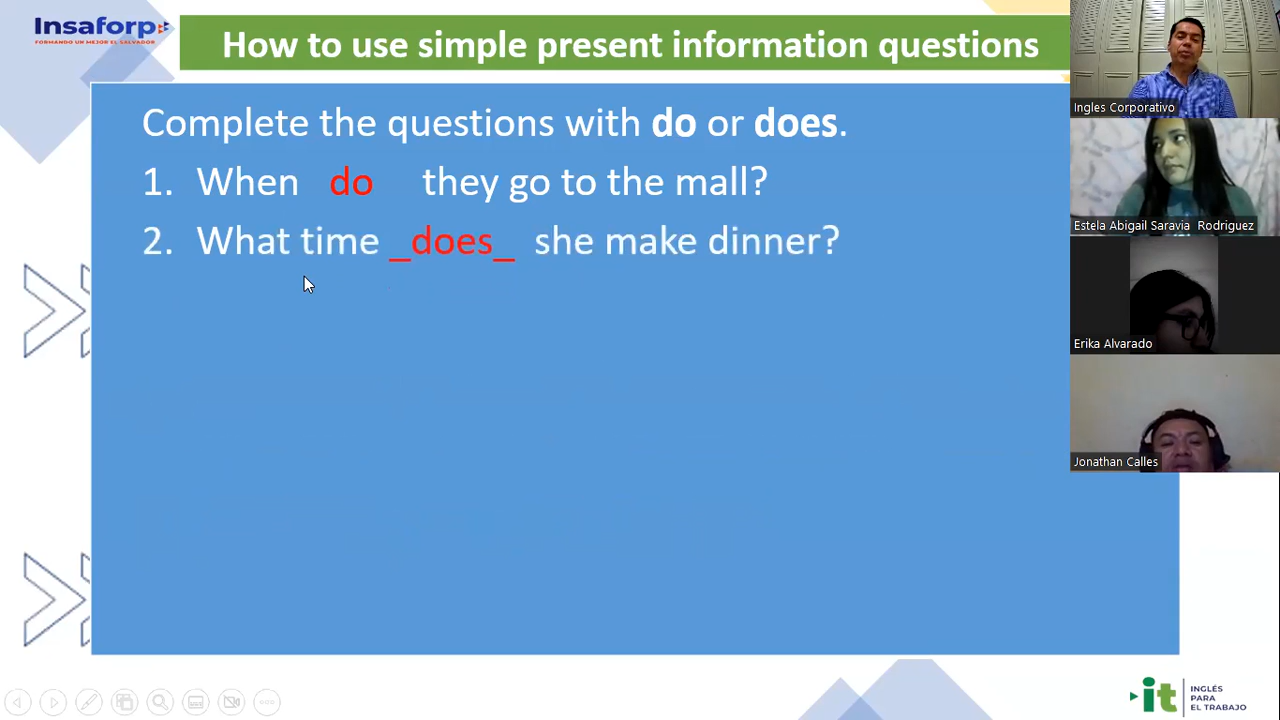 Insaforp
FORMANDO UN MEJOR EL SALVADOR
How to use simple present information questions
Complete the questions with do or does.
1. When do they go to the mall?
2. What time _does_ she make dinner?
Ingles Corporativo
Estela Abigail Saravia Rodriguez
Erika Alvarado
Jonathan Calles
it
INGLÉS
PARA
EL TRABAJO